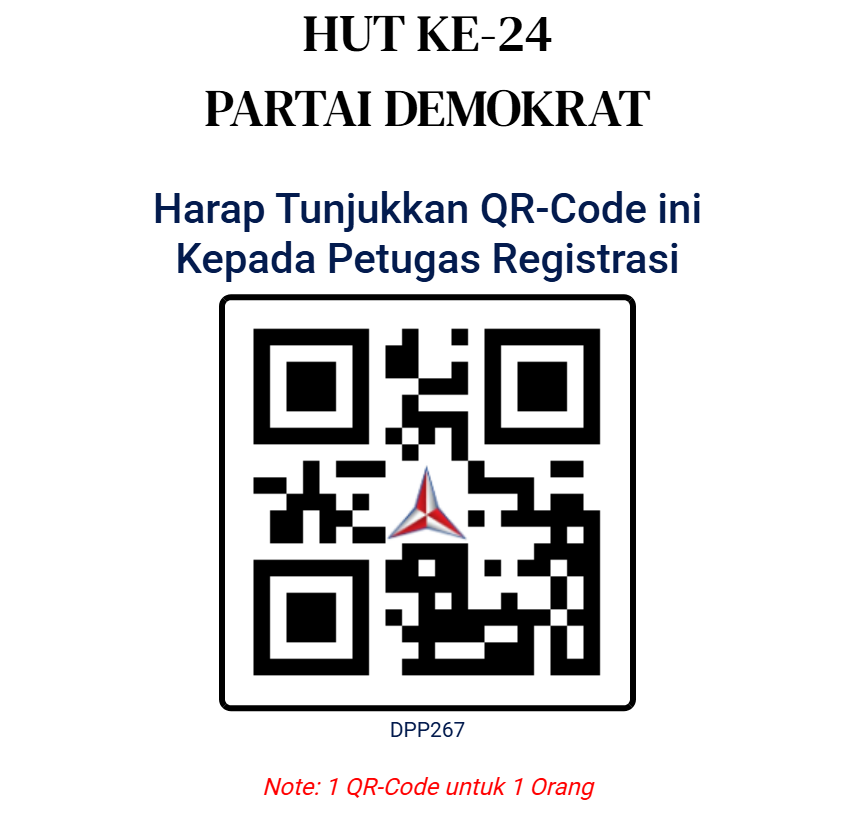 HUT KE-24
PARTAI DEMOKRAT
Harap Tunjukkan QR-Code ini
Kepada Petugas Registrasi
DPP267
Note: 1 QR-Code untuk 1 Orang